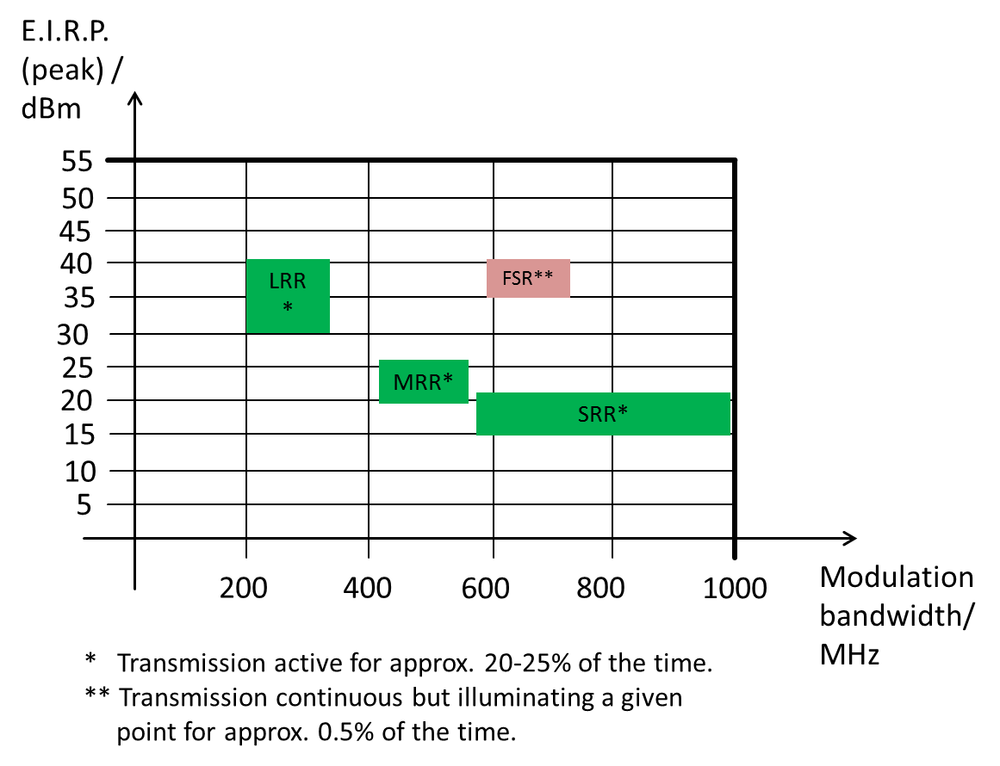 E.I.R.P.
(peak) /
dBm
55
50
45
40
35
30
25
20
15
10
5
LRR
*
FSR**
MRR*
SRR*
200
400
600
800
1000
Modulation
bandwidth/
MHz
* Transmission active for approx. 20-25% of the time.
** Transmission continuous but illuminating a given
point for approx. 0.5% of the time.